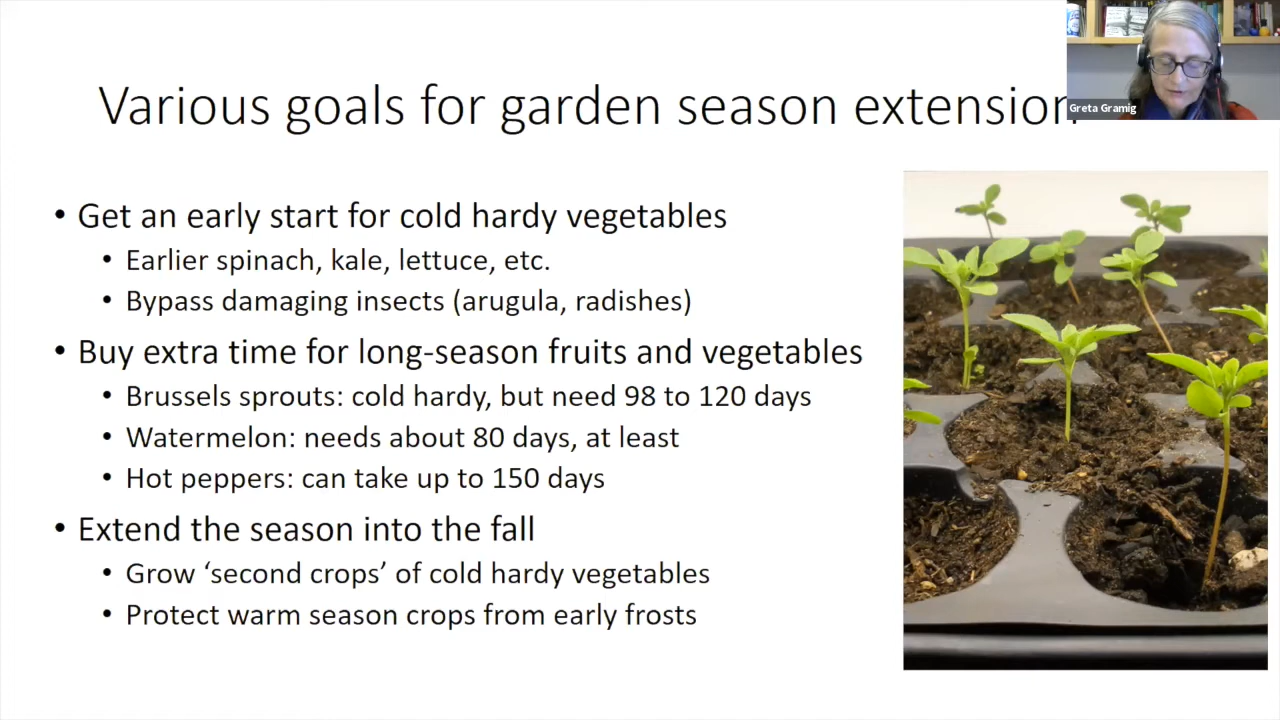 Various goals for garden season extension
Greta Gramig
• Get an early start for cold hardy vegetables
• Earlier spinach, kale, lettuce, etc.
• Bypass damaging insects (arugula, radishes)
• Buy extra time for long-season fruits and vegetables
• Brussels sprouts: cold hardy, but need 98 to 120 days
• Watermelon: needs about 80 days, at least
• Hot peppers: can take up to 150 days
• Extend the season into the fall
• Grow ‘second crops’ of cold hardy vegetables
• Protect warm season crops from early frosts